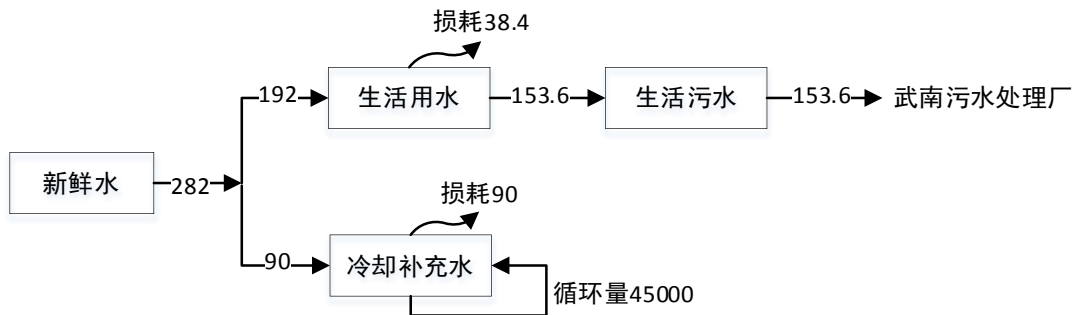 损耗38.4
192
生活用水
153.6
生活污水
153.6
武南污水处理厂
新鲜水
282
损耗90
90
冷却补充水
循环量45000